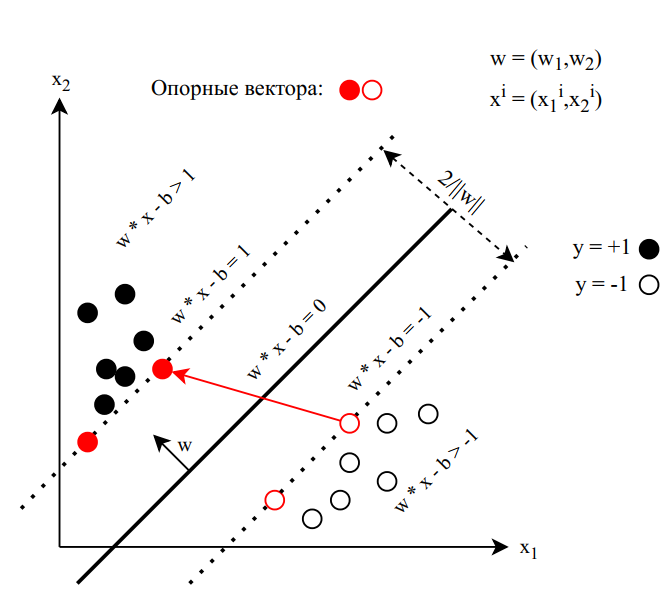 w = (w₁,w₂)
x₂
Опорные вектора:
xⁱ = (x₁ⁱ,x₂ⁱ)
w * x - b > 1
2/||w||
w * x - b = 1
y = +1
w * x - b = 0
y = -1
w * x - b = -1
w
w * x - b > -1
x₁